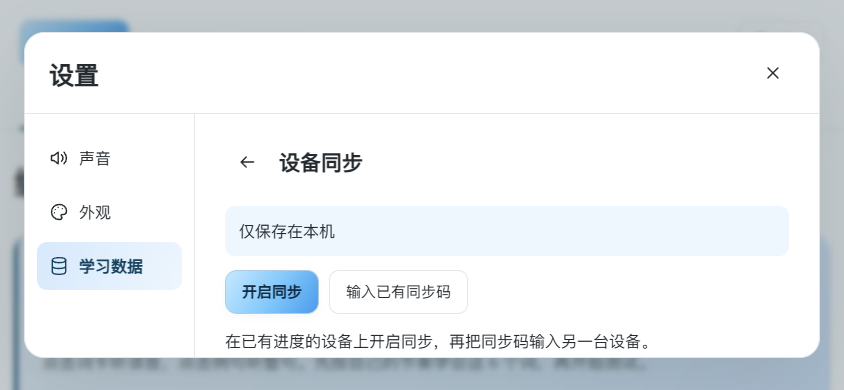 设置
声音
外观
学习数据
设备同步
仅保存在本机
开启同步
输入已有同步码
在已有进度的设备上开启同步，再把同步码输入另一台设备。